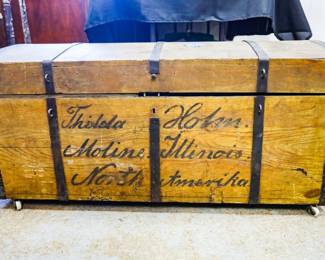 Thilda Holm.
Moline. Illinois.
North Amerika